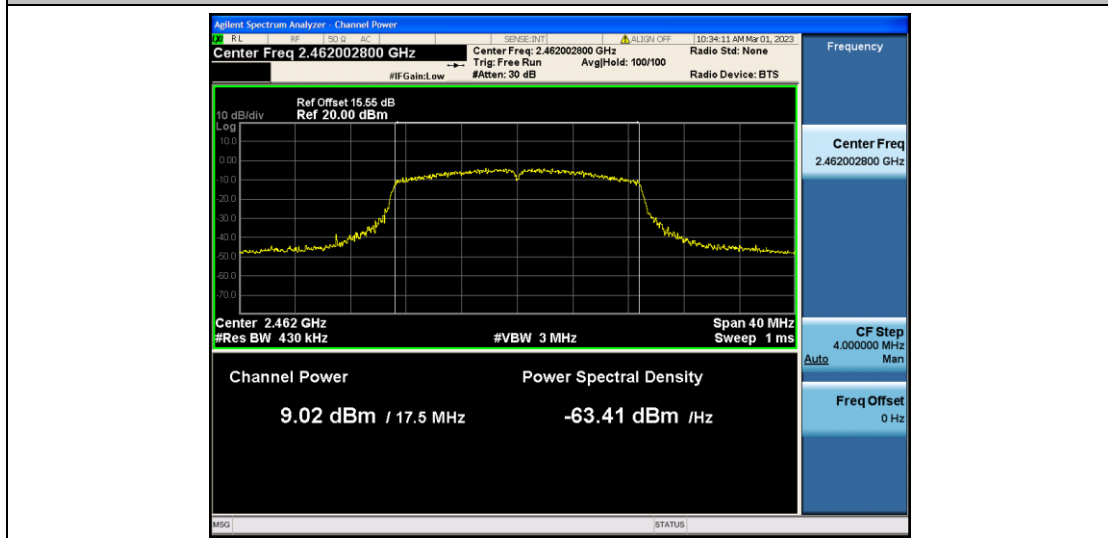 Agilent Spectrum Analyzer - Channel Power
RL RF 50 Ω AC SENSE:INT ALIGN OFF 10:34:11 AM Mar 01, 2023
Center Freq 2.462002800 GHz
Center Freq: 2.462002800 GHz
Radio Std: None
Trig: Free Run Avg|Hold: 100/100
#IFGain:Low #Atten: 30 dB Radio Device: BTS
Ref Offset 15.55 dB
10 dB/div Ref 20.00 dBm
Log
10.0
0.00
-10.0
-20.0
-30.0
-40.0
-50.0
-60.0
-70.0
Center 2.462 GHz Span 40 MHz
#Res BW 430 kHz #VBW 3 MHz Sweep 1 ms
Channel Power Power Spectral Density
9.02 dBm / 17.5 MHz -63.41 dBm /Hz
Frequency
Center Freq
2.462002800 GHz
CF Step
4.000000 MHz
Auto Man
Freq Offset
0 Hz
MSG STATUS